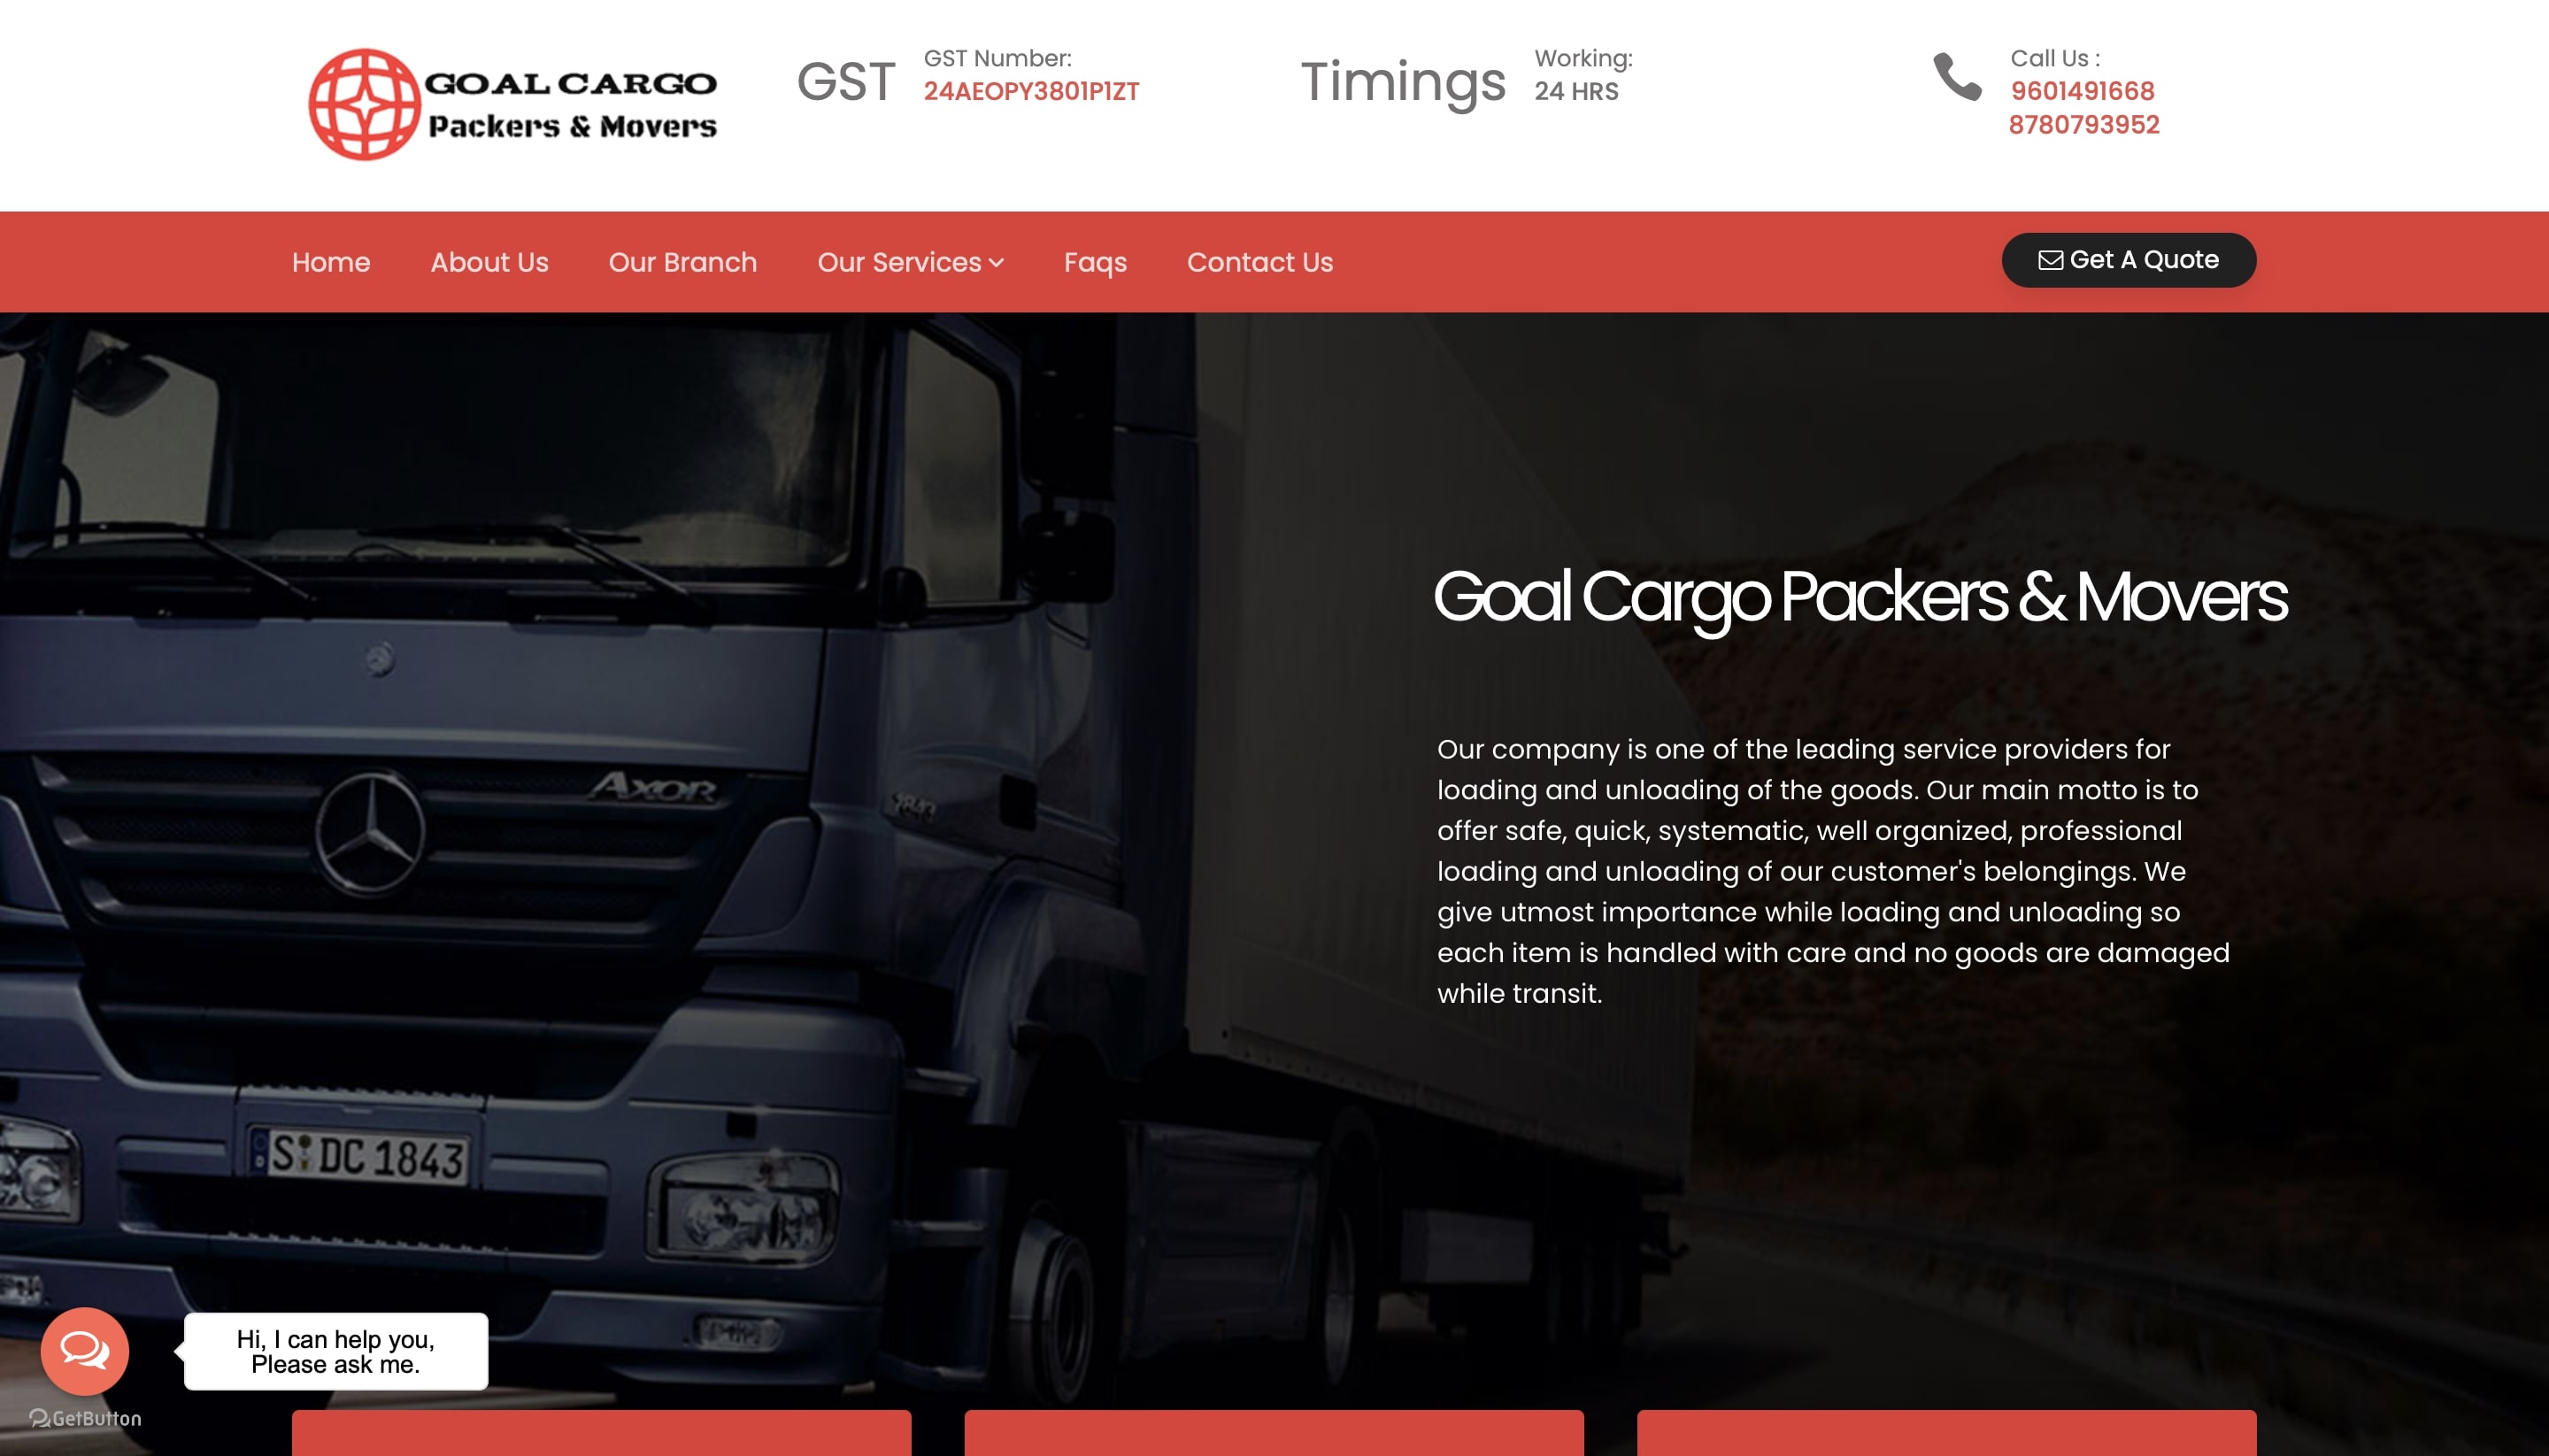 GOAL CARGO
Packers & Movers
GST
GST Number:
24AEOPY3801P1ZT
Timings
Working:
24 HRS
Call Us :
9601491668
8780793952
Home
About Us
Our Branch
Our Services
Faqs
Contact Us
Get A Quote
Goal Cargo Packers & Movers
Our company is one of the leading service providers for
loading and unloading of the goods. Our main motto is to
offer safe, quick, systematic, well organized, professional
loading and unloading of our customer's belongings. We
give utmost importance while loading and unloading so
each item is handled with care and no goods are damaged
while transit.
AXOR
1843
S DC 1843
Hi, I can help you,
Please ask me.
GetButton